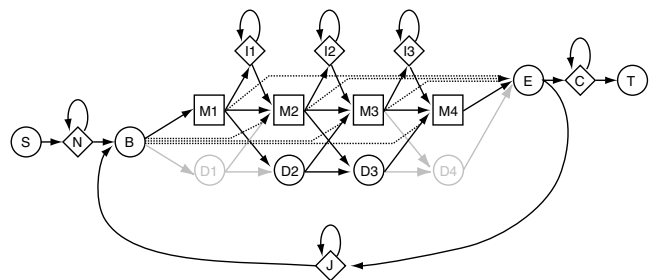 I1 I2 I3
E C T
M1 M2 M3 M4
S N B
D1 D2 D3 D4
J